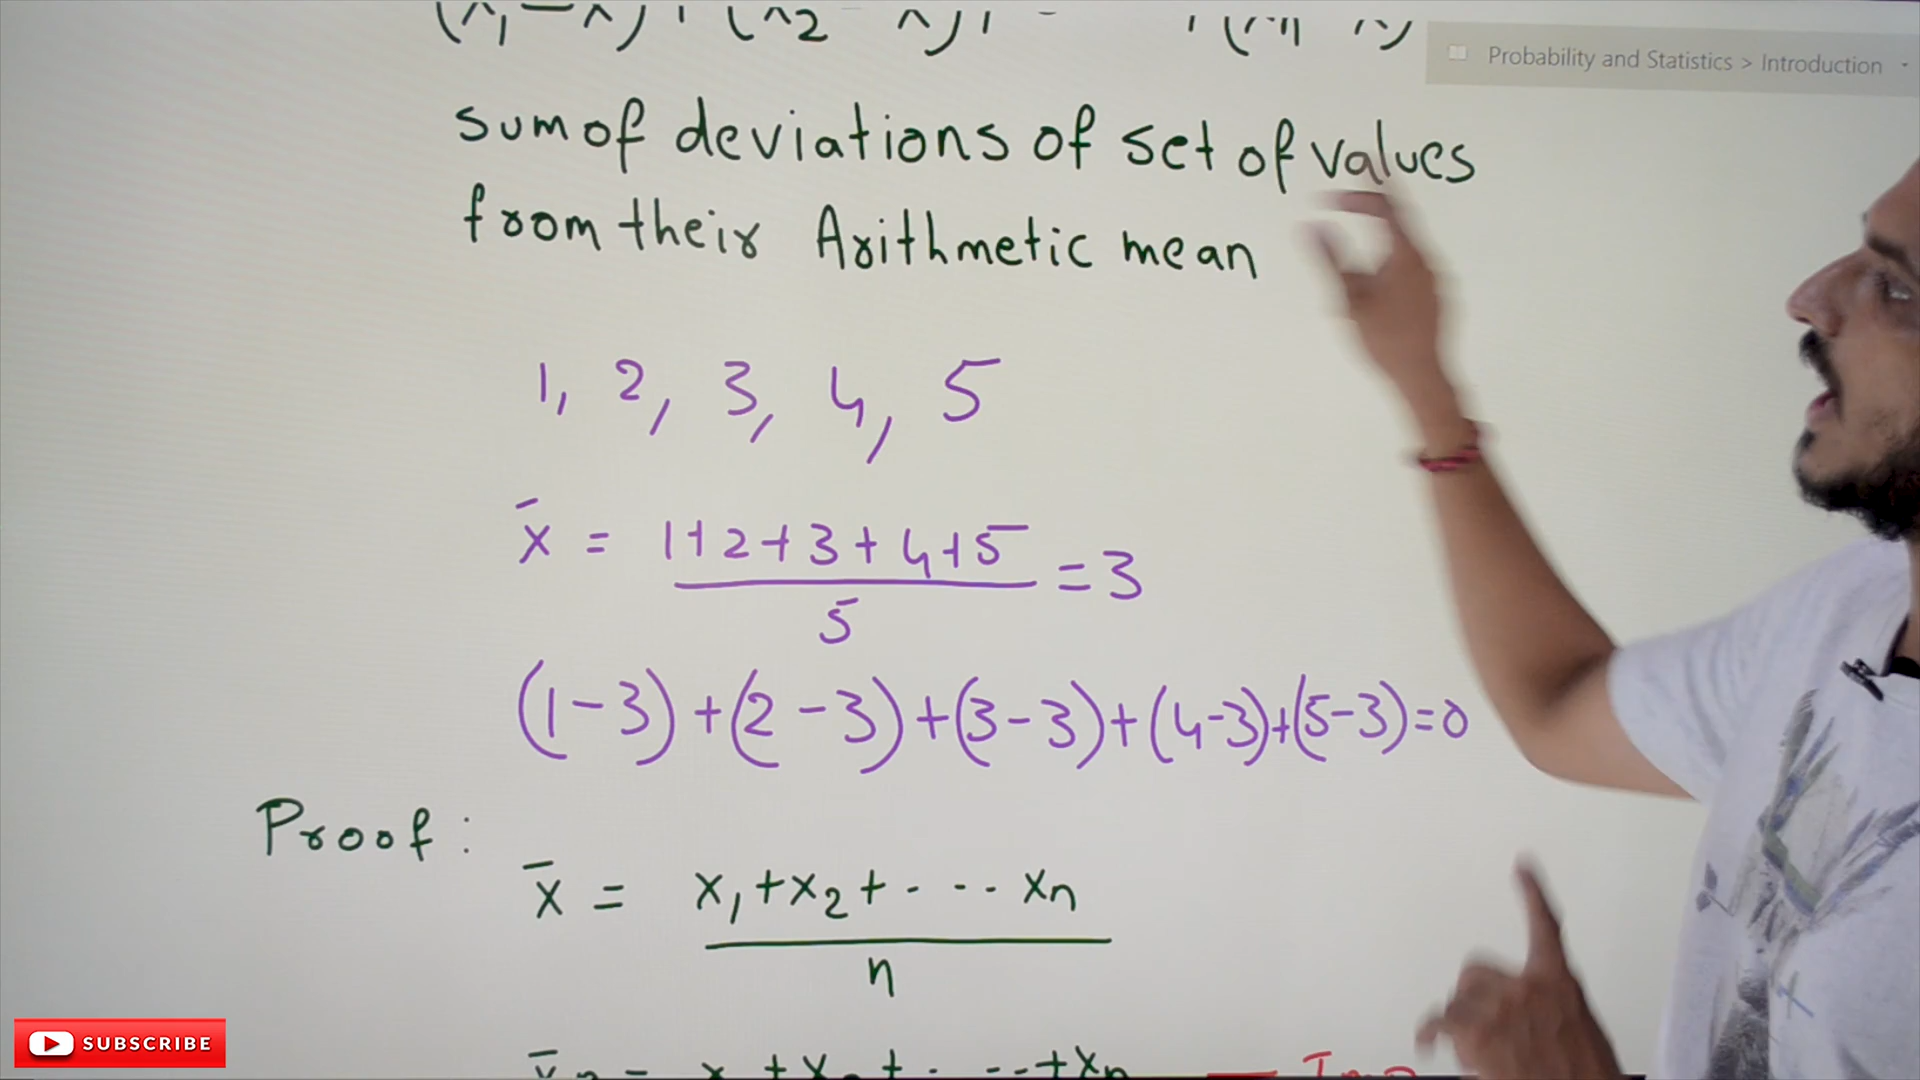 Probability and Statistics > Introduction
sum of deviations of set of values
from their Arithmetic mean
1, 2, 3, 4, 5
x̄ = 1+2+3+4+5 = 3
5
(1-3)+(2-3)+(3-3)+(4-3)+(5-3)=0
Proof:
x̄ = x₁+x₂+.... xₙ
n
SUBSCRIBE